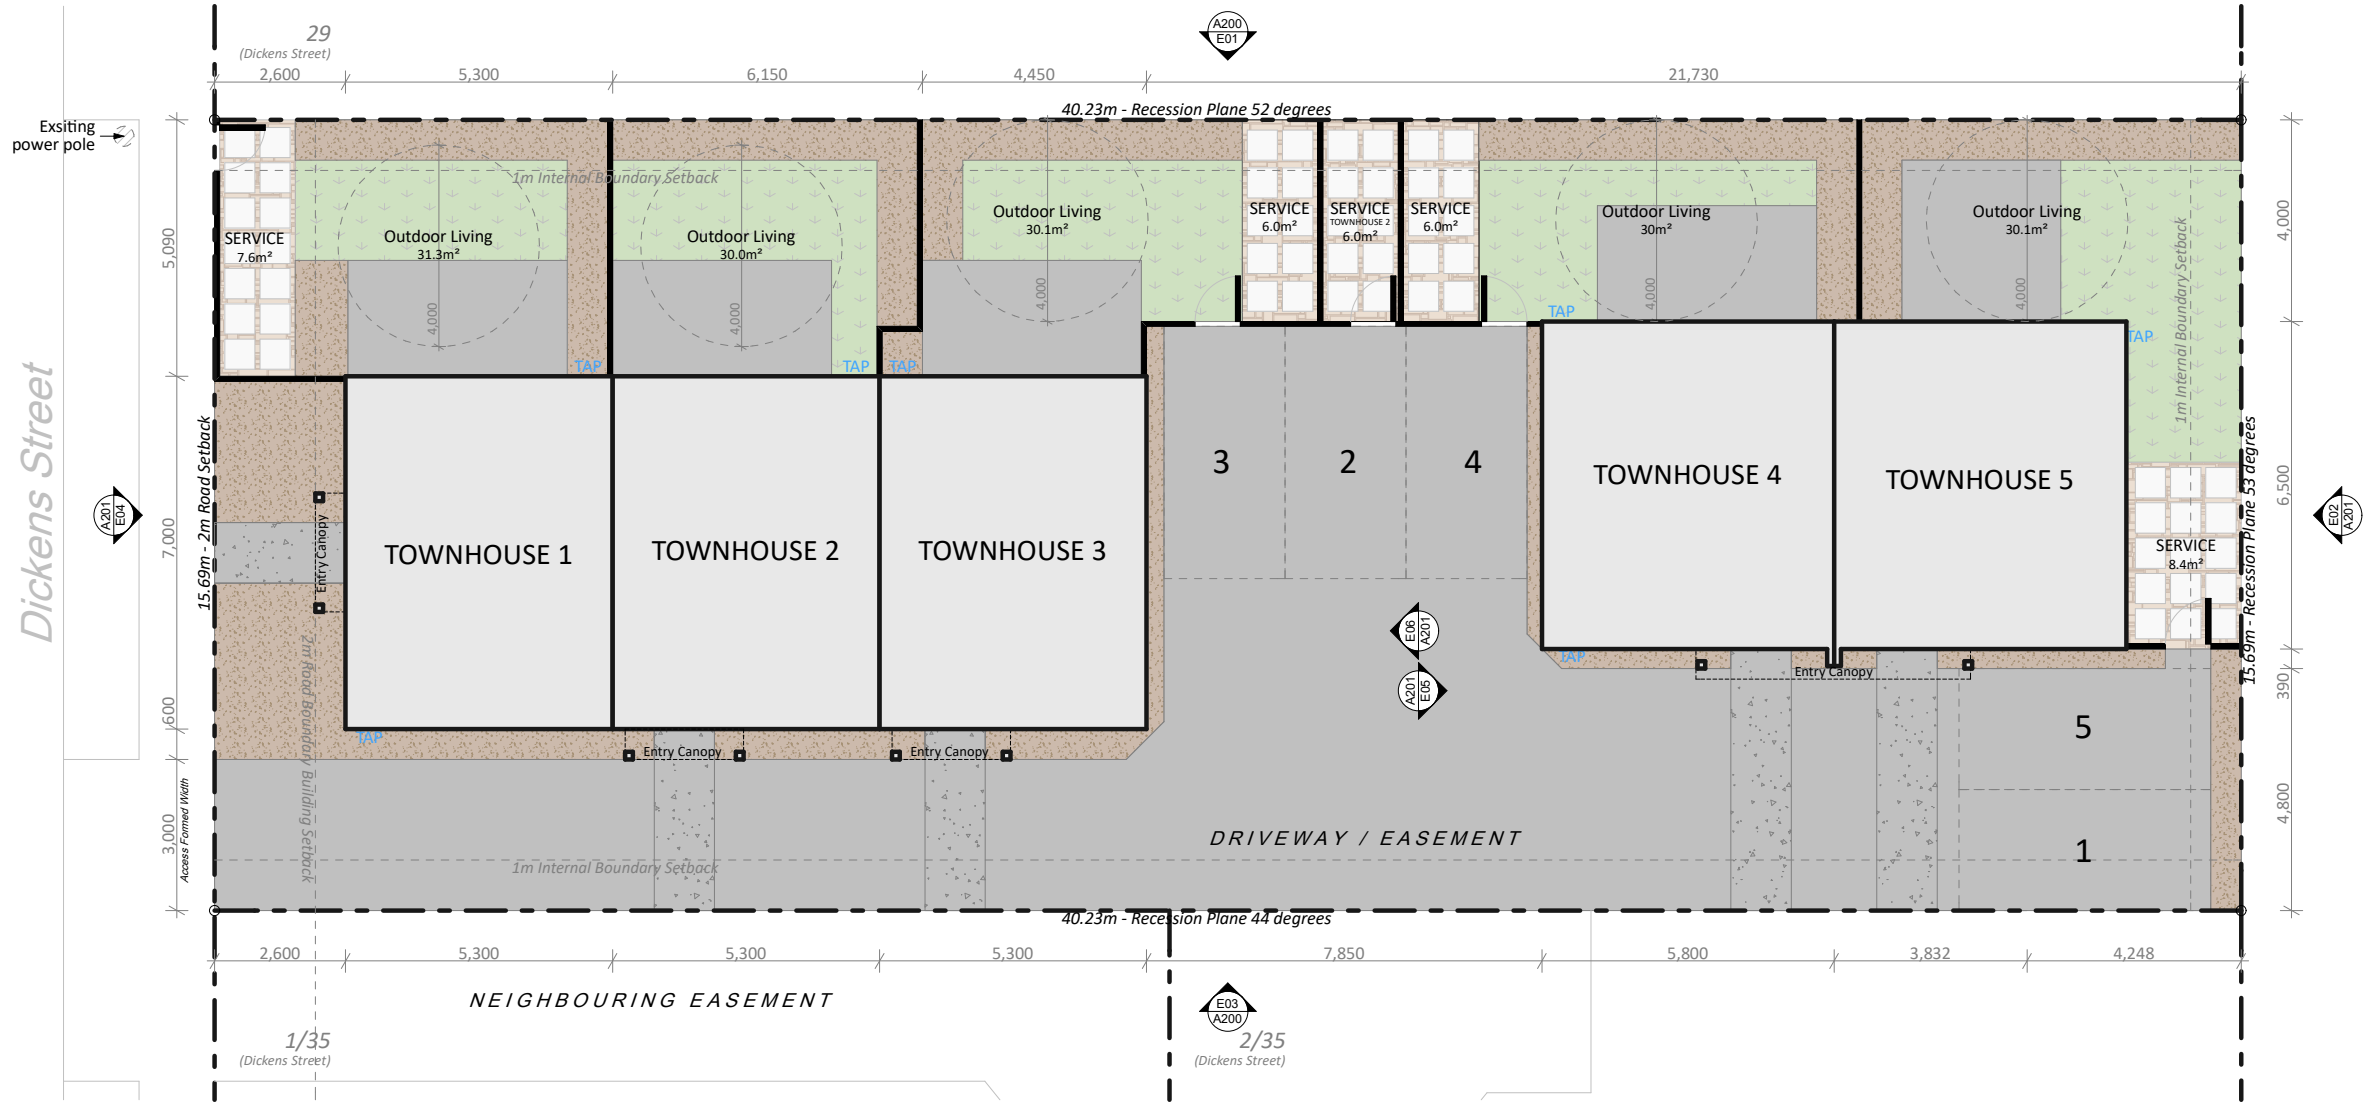 29
(Dickens Street)
A200
E01
2,600
5,300
6,150
4,450
21,730
40.23m - Recession Plane 52 degrees
Exsiting
power pole
1m Internal Boundary Setback
Outdoor Living
31.3m²
Outdoor Living
30.0m²
Outdoor Living
30.1m²
Outdoor Living
30m²
Outdoor Living
30.1m²
SERVICE
7.6m²
SERVICE
6.0m²
SERVICE
TOWNHOUSE 2
6.0m²
SERVICE
6.0m²
4,000
4,000
4,000
4,000
4,000
5,090
4,000
1m Internal Boundary Setback
TAP
TAP
TAP
TAP
TAP
Dickens Street
15.69m - 2m Road Setback
A201
E04
7,000
Entry Canopy
TOWNHOUSE 1
TOWNHOUSE 2
TOWNHOUSE 3
3
2
4
TOWNHOUSE 4
TOWNHOUSE 5
SERVICE
8.4m²
15.69m - Recession Plane 53 degrees
6,500
E02
A201
E06
A201
A201
E05
TAP
TAP
Entry Canopy
Entry Canopy
Entry Canopy
600
390
2m Road Boundary Building Setback
3,000
Access Formed Width
4,800
5
1
DRIVEWAY / EASEMENT
1m Internal Boundary Setback
40.23m - Recession Plane 44 degrees
2,600
5,300
5,300
5,300
7,850
5,800
3,832
4,248
NEIGHBOURING EASEMENT
E03
A200
1/35
(Dickens Street)
2/35
(Dickens Street)